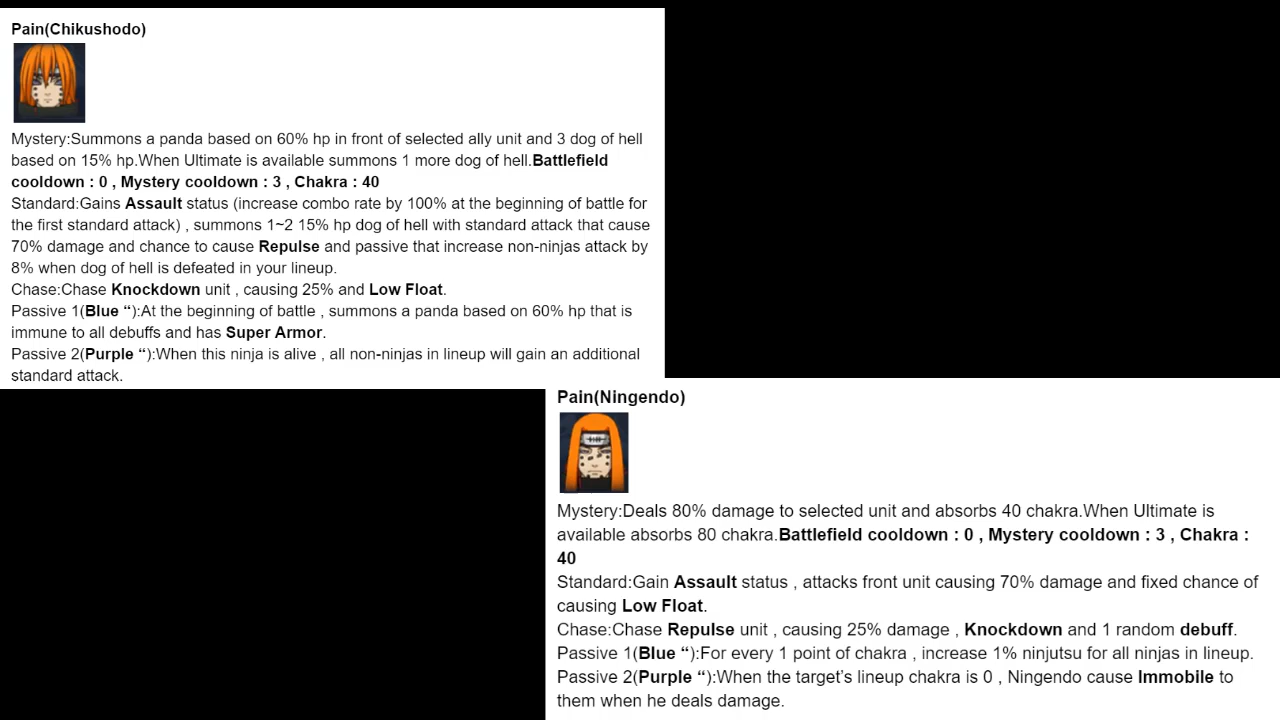 Pain(Chikushodo)
Mystery:Summons a panda based on 60% hp in front of selected ally unit and 3 dog of hell
based on 15% hp.When Ultimate is available summons 1 more dog of hell.Battlefield
cooldown : 0 , Mystery cooldown : 3 , Chakra : 40
Standard:Gains Assault status (increase combo rate by 100% at the beginning of battle for
the first standard attack) , summons 1~2 15% hp dog of hell with standard attack that cause
70% damage and chance to cause Repulse and passive that increase non-ninjas attack by
8% when dog of hell is defeated in your lineup.
Chase:Chase Knockdown unit , causing 25% and Low Float.
Passive 1(Blue “):At the beginning of battle , summons a panda based on 60% hp that is
immune to all debuffs and has Super Armor.
Passive 2(Purple “):When this ninja is alive , all non-ninjas in lineup will gain an additional
standard attack.
Pain(Ningendo)
Mystery:Deals 80% damage to selected unit and absorbs 40 chakra.When Ultimate is
available absorbs 80 chakra.Battlefield cooldown : 0 , Mystery cooldown : 3 , Chakra :
40
Standard:Gain Assault status , attacks front unit causing 70% damage and fixed chance of
causing Low Float.
Chase:Chase Repulse unit , causing 25% damage , Knockdown and 1 random debuff.
Passive 1(Blue “):For every 1 point of chakra , increase 1% ninjutsu for all ninjas in lineup.
Passive 2(Purple “):When the target’s lineup chakra is 0 , Ningendo cause Immobile to
them when he deals damage.